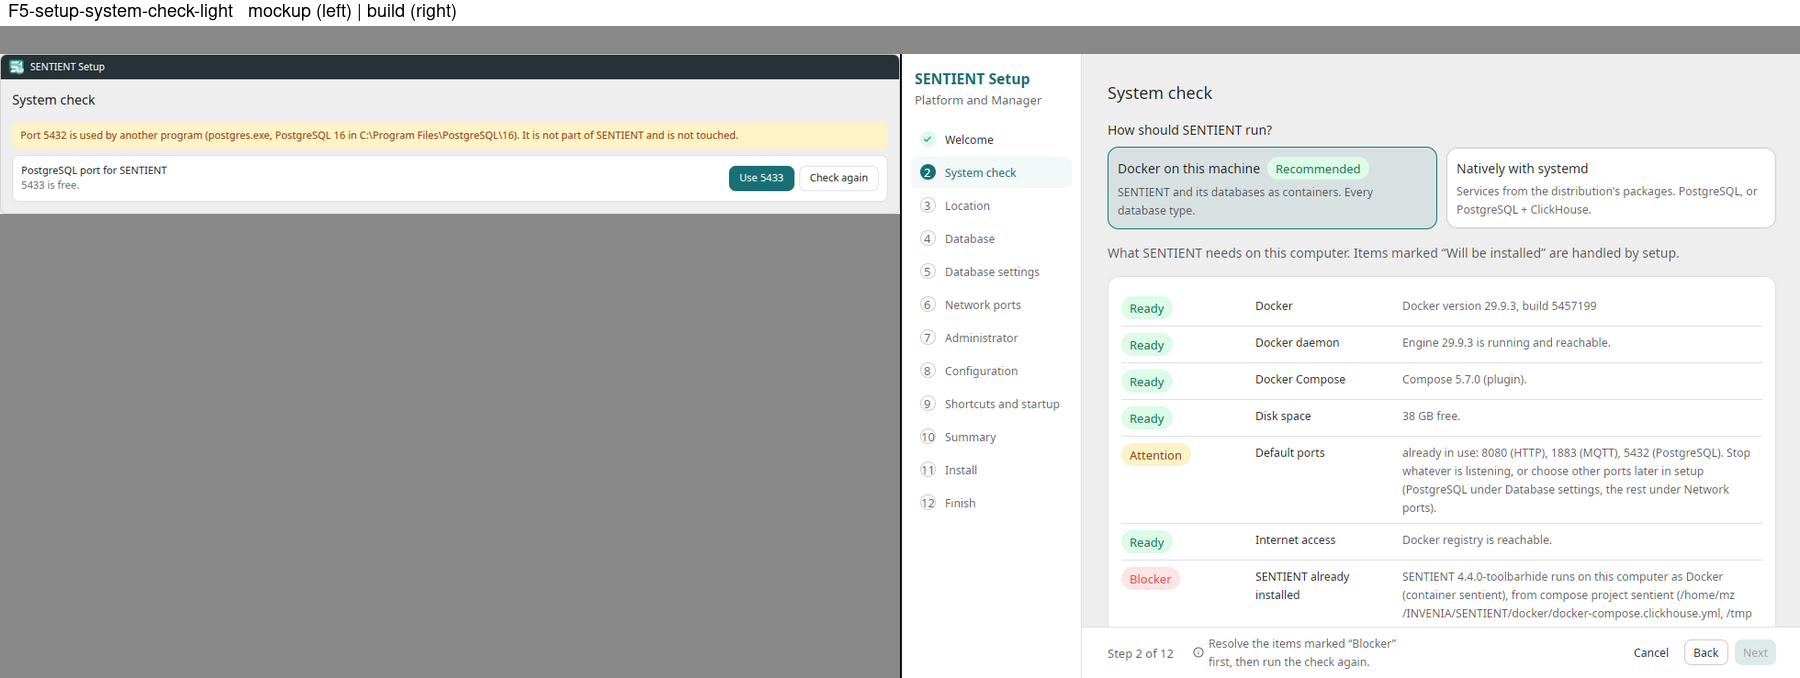 F5-setup-system-check-light mockup (left) | build (right)
SENTIENT Setup
System check
Port 5432 is used by another program (postgres.exe, PostgreSQL 16 in C:\Program Files\PostgreSQL\16). It is not part of SENTIENT and is not touched.
PostgreSQL port for SENTIENT
5433 is free.
Use 5433
Check again
SENTIENT Setup
Platform and Manager
Welcome
2 System check
3 Location
4 Database
5 Database settings
6 Network ports
7 Administrator
8 Configuration
9 Shortcuts and startup
10 Summary
11 Install
12 Finish
System check
How should SENTIENT run?
Docker on this machine Recommended
SENTIENT and its databases as containers. Every
database type.
Natively with systemd
Services from the distribution's packages. PostgreSQL, or
PostgreSQL + ClickHouse.
What SENTIENT needs on this computer. Items marked “Will be installed” are handled by setup.
Ready Docker Docker version 29.9.3, build 5457199
Ready Docker daemon Engine 29.9.3 is running and reachable.
Ready Docker Compose Compose 5.7.0 (plugin).
Ready Disk space 38 GB free.
Attention Default ports already in use: 8080 (HTTP), 1883 (MQTT), 5432 (PostgreSQL). Stop
whatever is listening, or choose other ports later in setup
(PostgreSQL under Database settings, the rest under Network
ports).
Ready Internet access Docker registry is reachable.
Blocker SENTIENT already
installed
SENTIENT 4.4.0-toolbarhide runs on this computer as Docker
(container sentient), from compose project sentient (/home/mz
/INVENIA/SENTIENT/docker/docker-compose.clickhouse.yml, /tmp
Step 2 of 12
Resolve the items marked “Blocker”
first, then run the check again.
Cancel
Back
Next